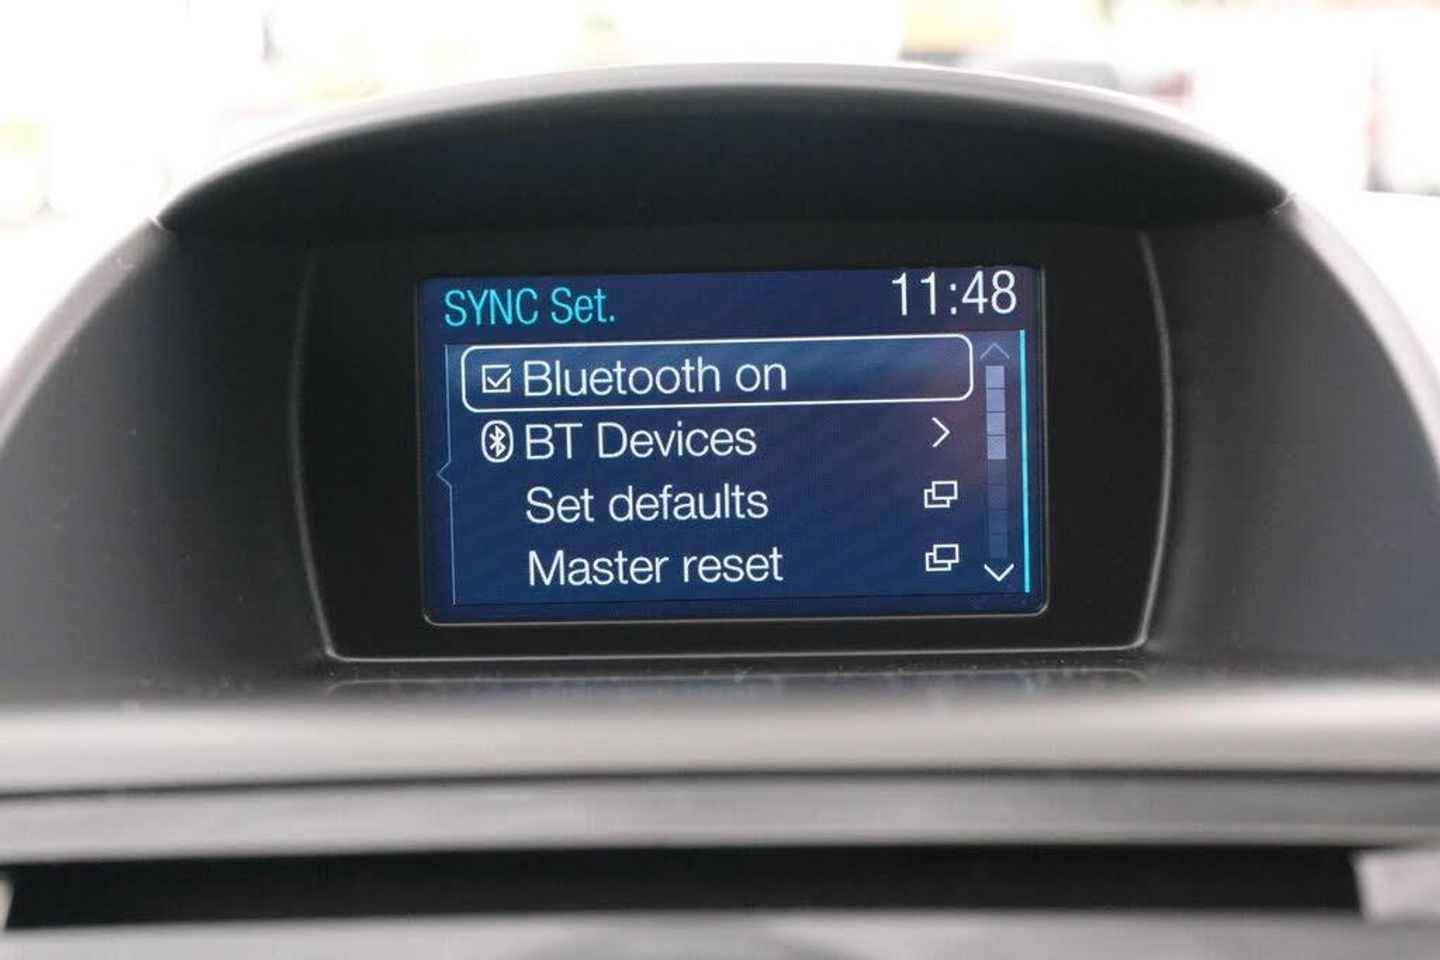 SYNC Set. 11:48
Bluetooth on
BT Devices
Set defaults
Master reset